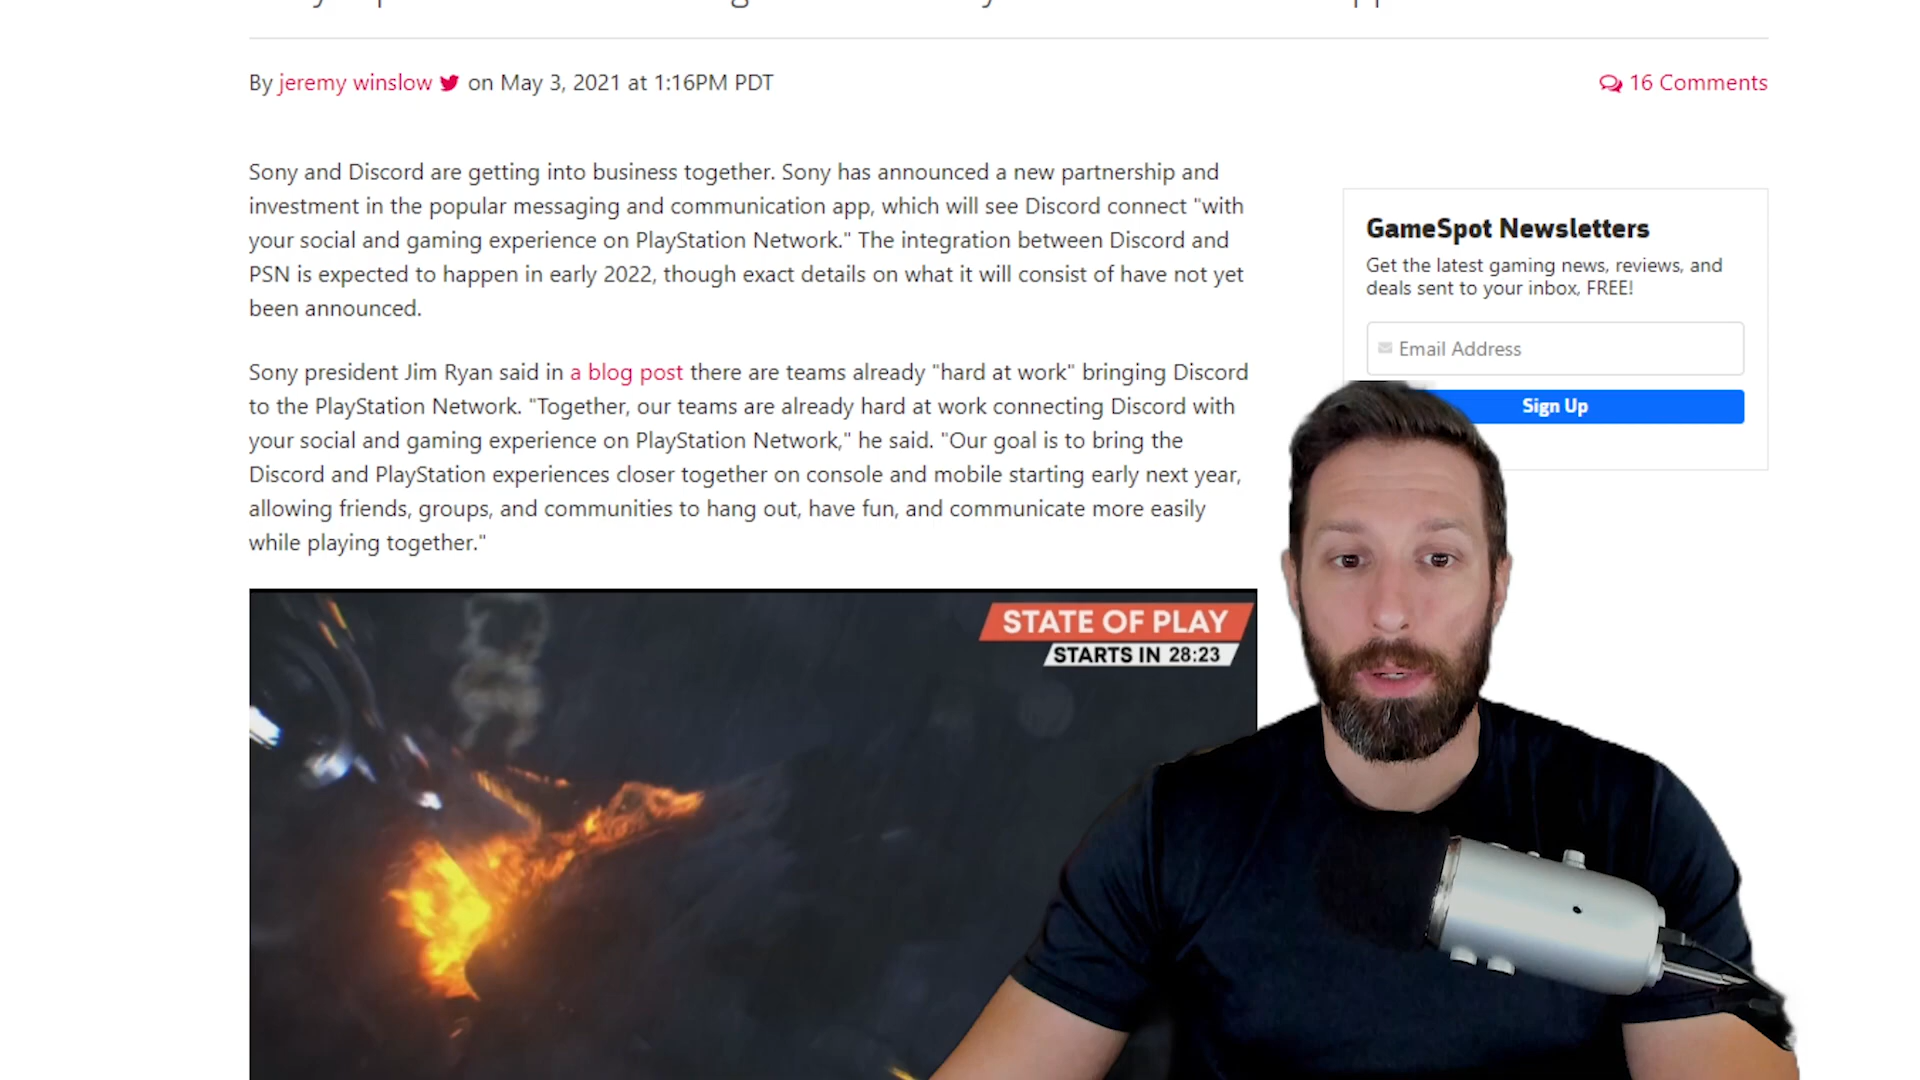 By jeremy winslow on May 3, 2021 at 1:16PM PDT
16 Comments
Sony and Discord are getting into business together. Sony has announced a new partnership and
investment in the popular messaging and communication app, which will see Discord connect "with
your social and gaming experience on PlayStation Network." The integration between Discord and
PSN is expected to happen in early 2022, though exact details on what it will consist of have not yet
been announced.
Sony president Jim Ryan said in a blog post there are teams already "hard at work" bringing Discord
to the PlayStation Network. "Together, our teams are already hard at work connecting Discord with
your social and gaming experience on PlayStation Network," he said. "Our goal is to bring the
Discord and PlayStation experiences closer together on console and mobile starting early next year,
allowing friends, groups, and communities to hang out, have fun, and communicate more easily
while playing together."
STATE OF PLAY
STARTS IN 28:23
GameSpot Newsletters
Get the latest gaming news, reviews, and
deals sent to your inbox, FREE!
Email Address
Sign Up